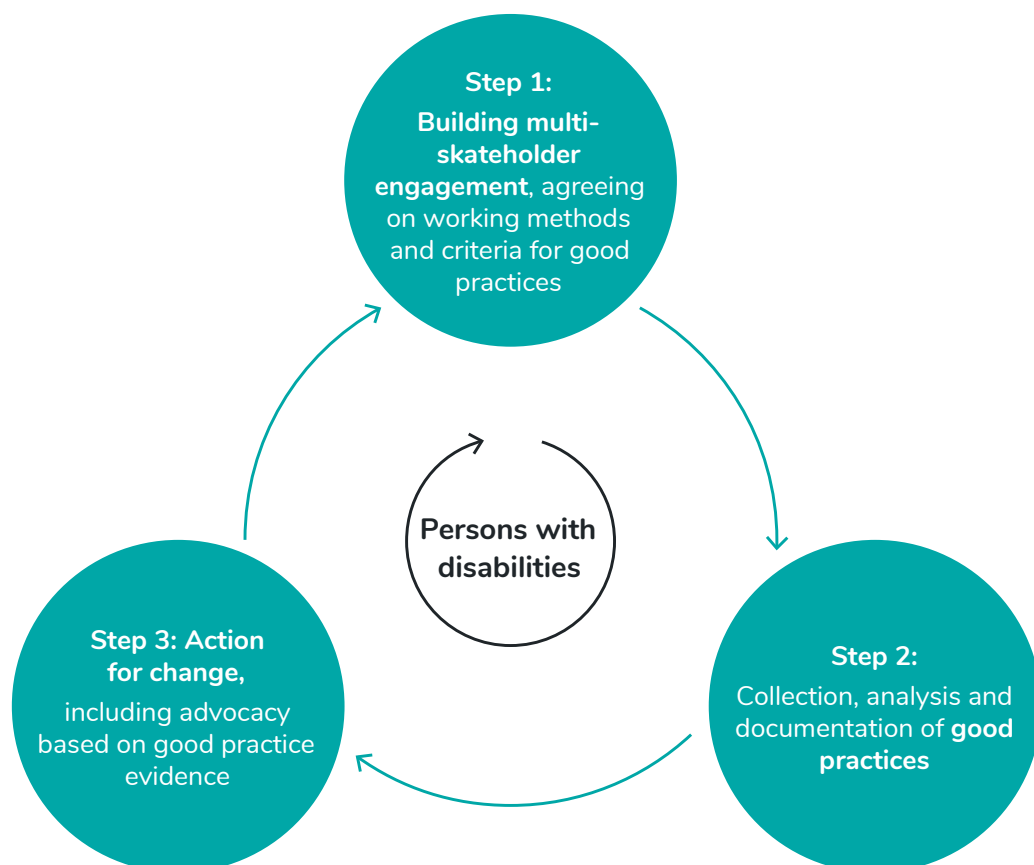 Step 1:
Building multi-
skateholder
engagement, agreeing
on working methods
and criteria for good
practices
Persons with
disabilities
Step 2:
Collection, analysis and
documentation of good
practices
Step 3: Action
for change,
including advocacy
based on good practice
evidence